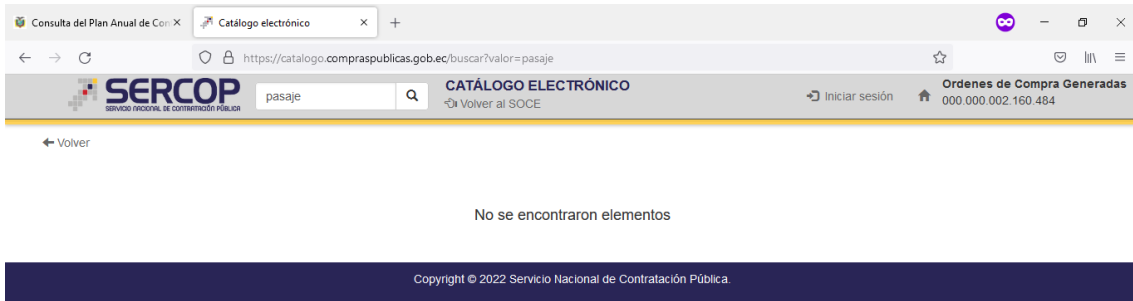 Consulta del Plan Anual de Con
Catálogo electrónico
https://catalogo.compraspublicas.gob.ec/buscar?valor=pasaje
SERCOP
SERVICIO NACIONAL DE CONTRATACIÓN PÚBLICA
pasaje
CATÁLOGO ELECTRÓNICO
Volver al SOCE
Iniciar sesión
Ordenes de Compra Generadas
000.000.002.160.484
Volver
No se encontraron elementos
Copyright © 2022 Servicio Nacional de Contratación Pública.